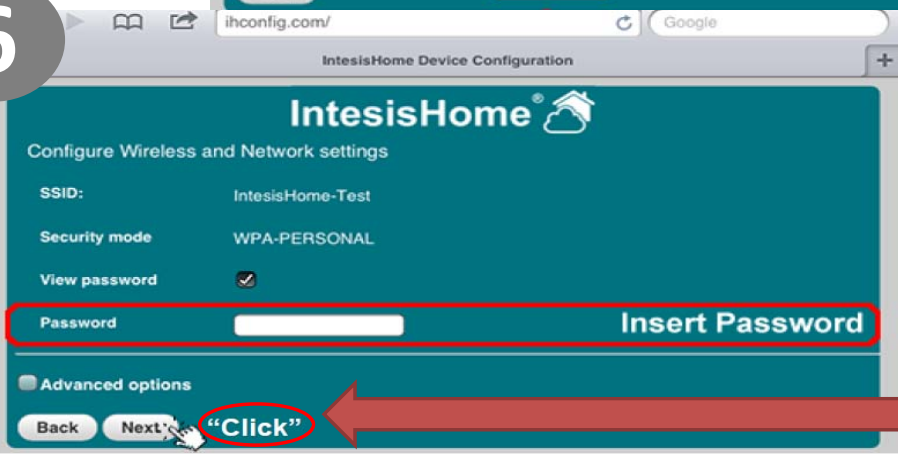 6
ihconfig.com/
Google
IntesisHome Device Configuration
+
IntesisHome®
Configure Wireless and Network settings
SSID: IntesisHome-Test
Security mode WPA-PERSONAL
View password
Password Insert Password
Advanced options
Back Next "Click"